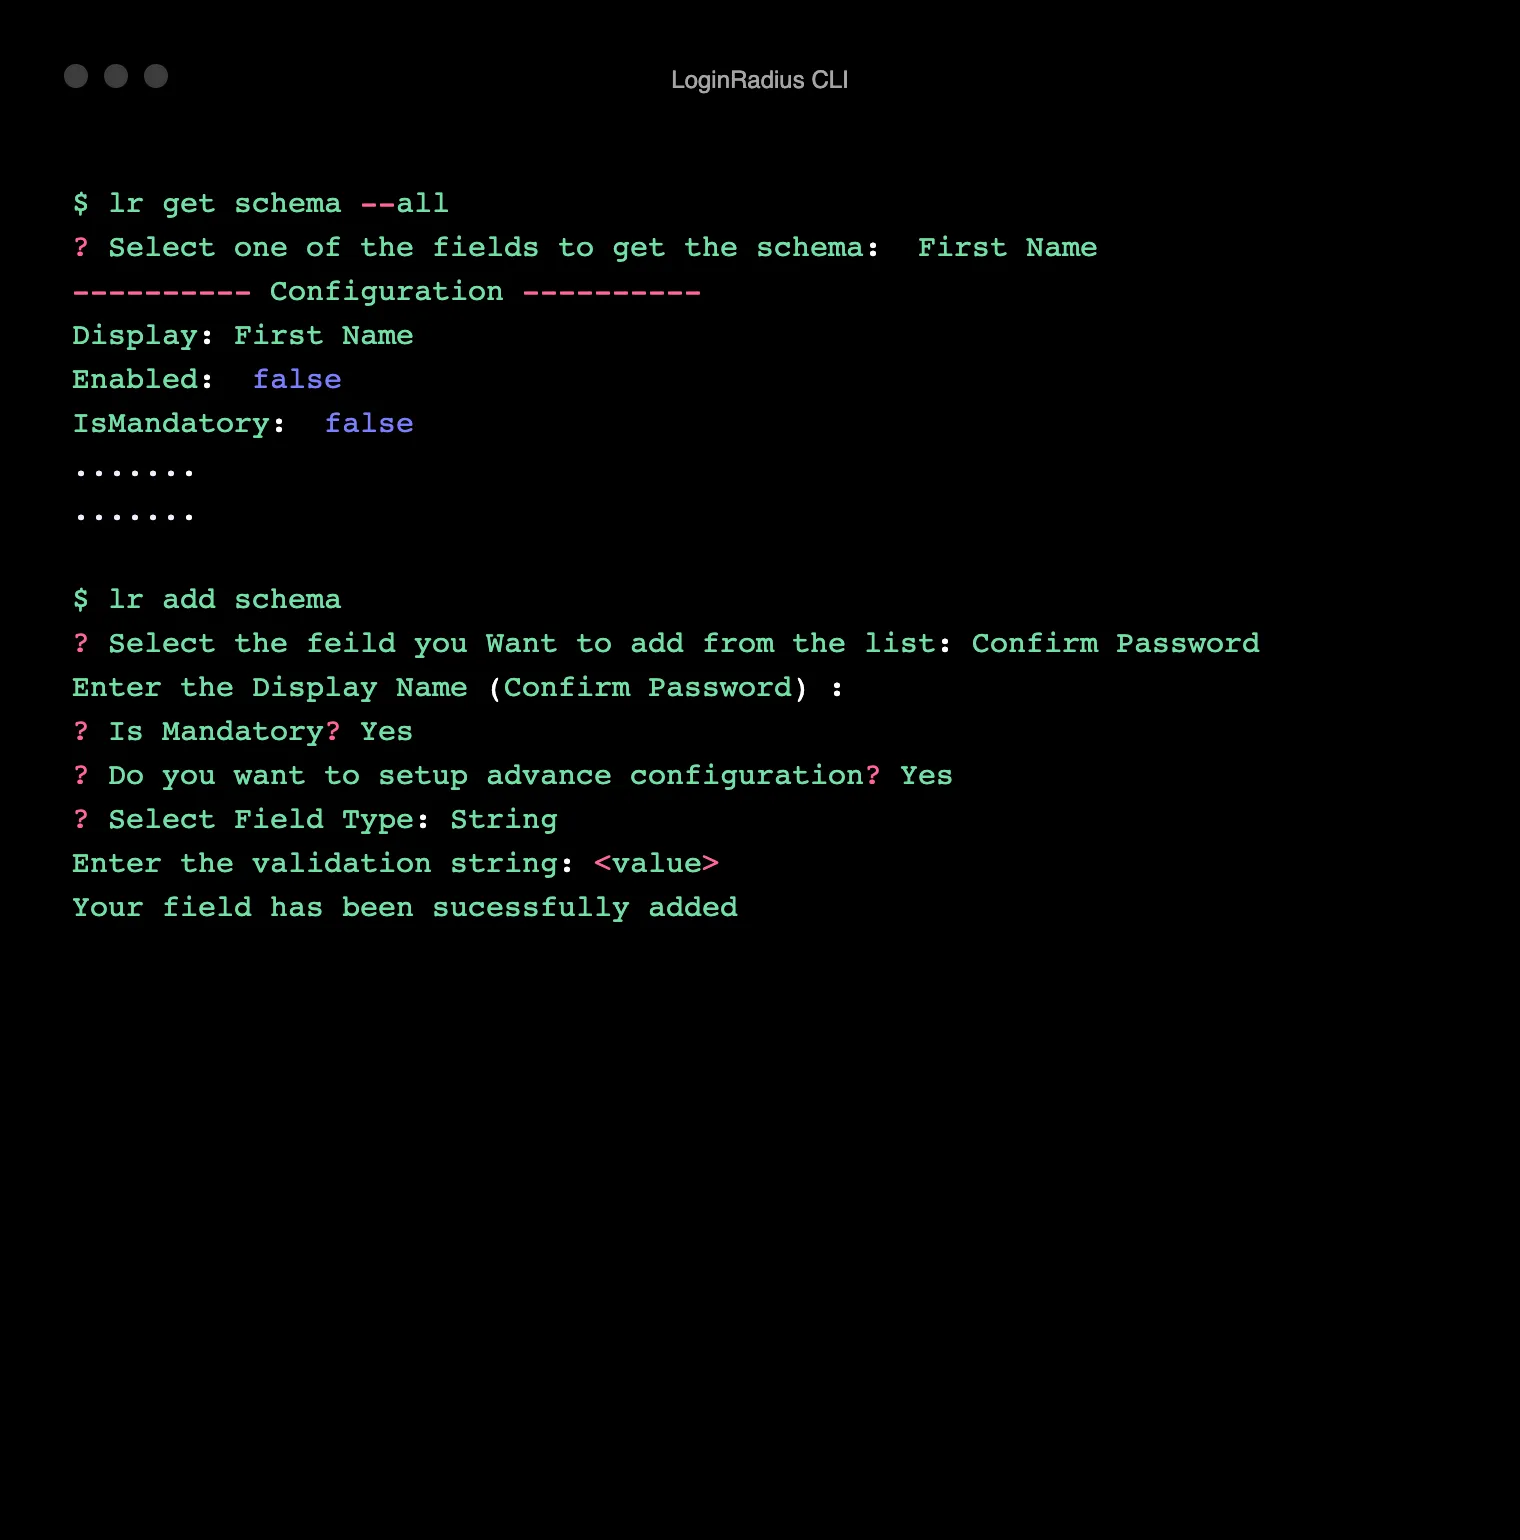 LoginRadius CLI
$ lr get schema --all
? Select one of the fields to get the schema:  First Name
---------- Configuration ----------
Display: First Name
Enabled:  false
IsMandatory:  false
.......
.......
$ lr add schema
? Select the feild you Want to add from the list: Confirm Password
Enter the Display Name (Confirm Password) :
? Is Mandatory? Yes
? Do you want to setup advance configuration? Yes
? Select Field Type: String
Enter the validation string: <value>
Your field has been sucessfully added